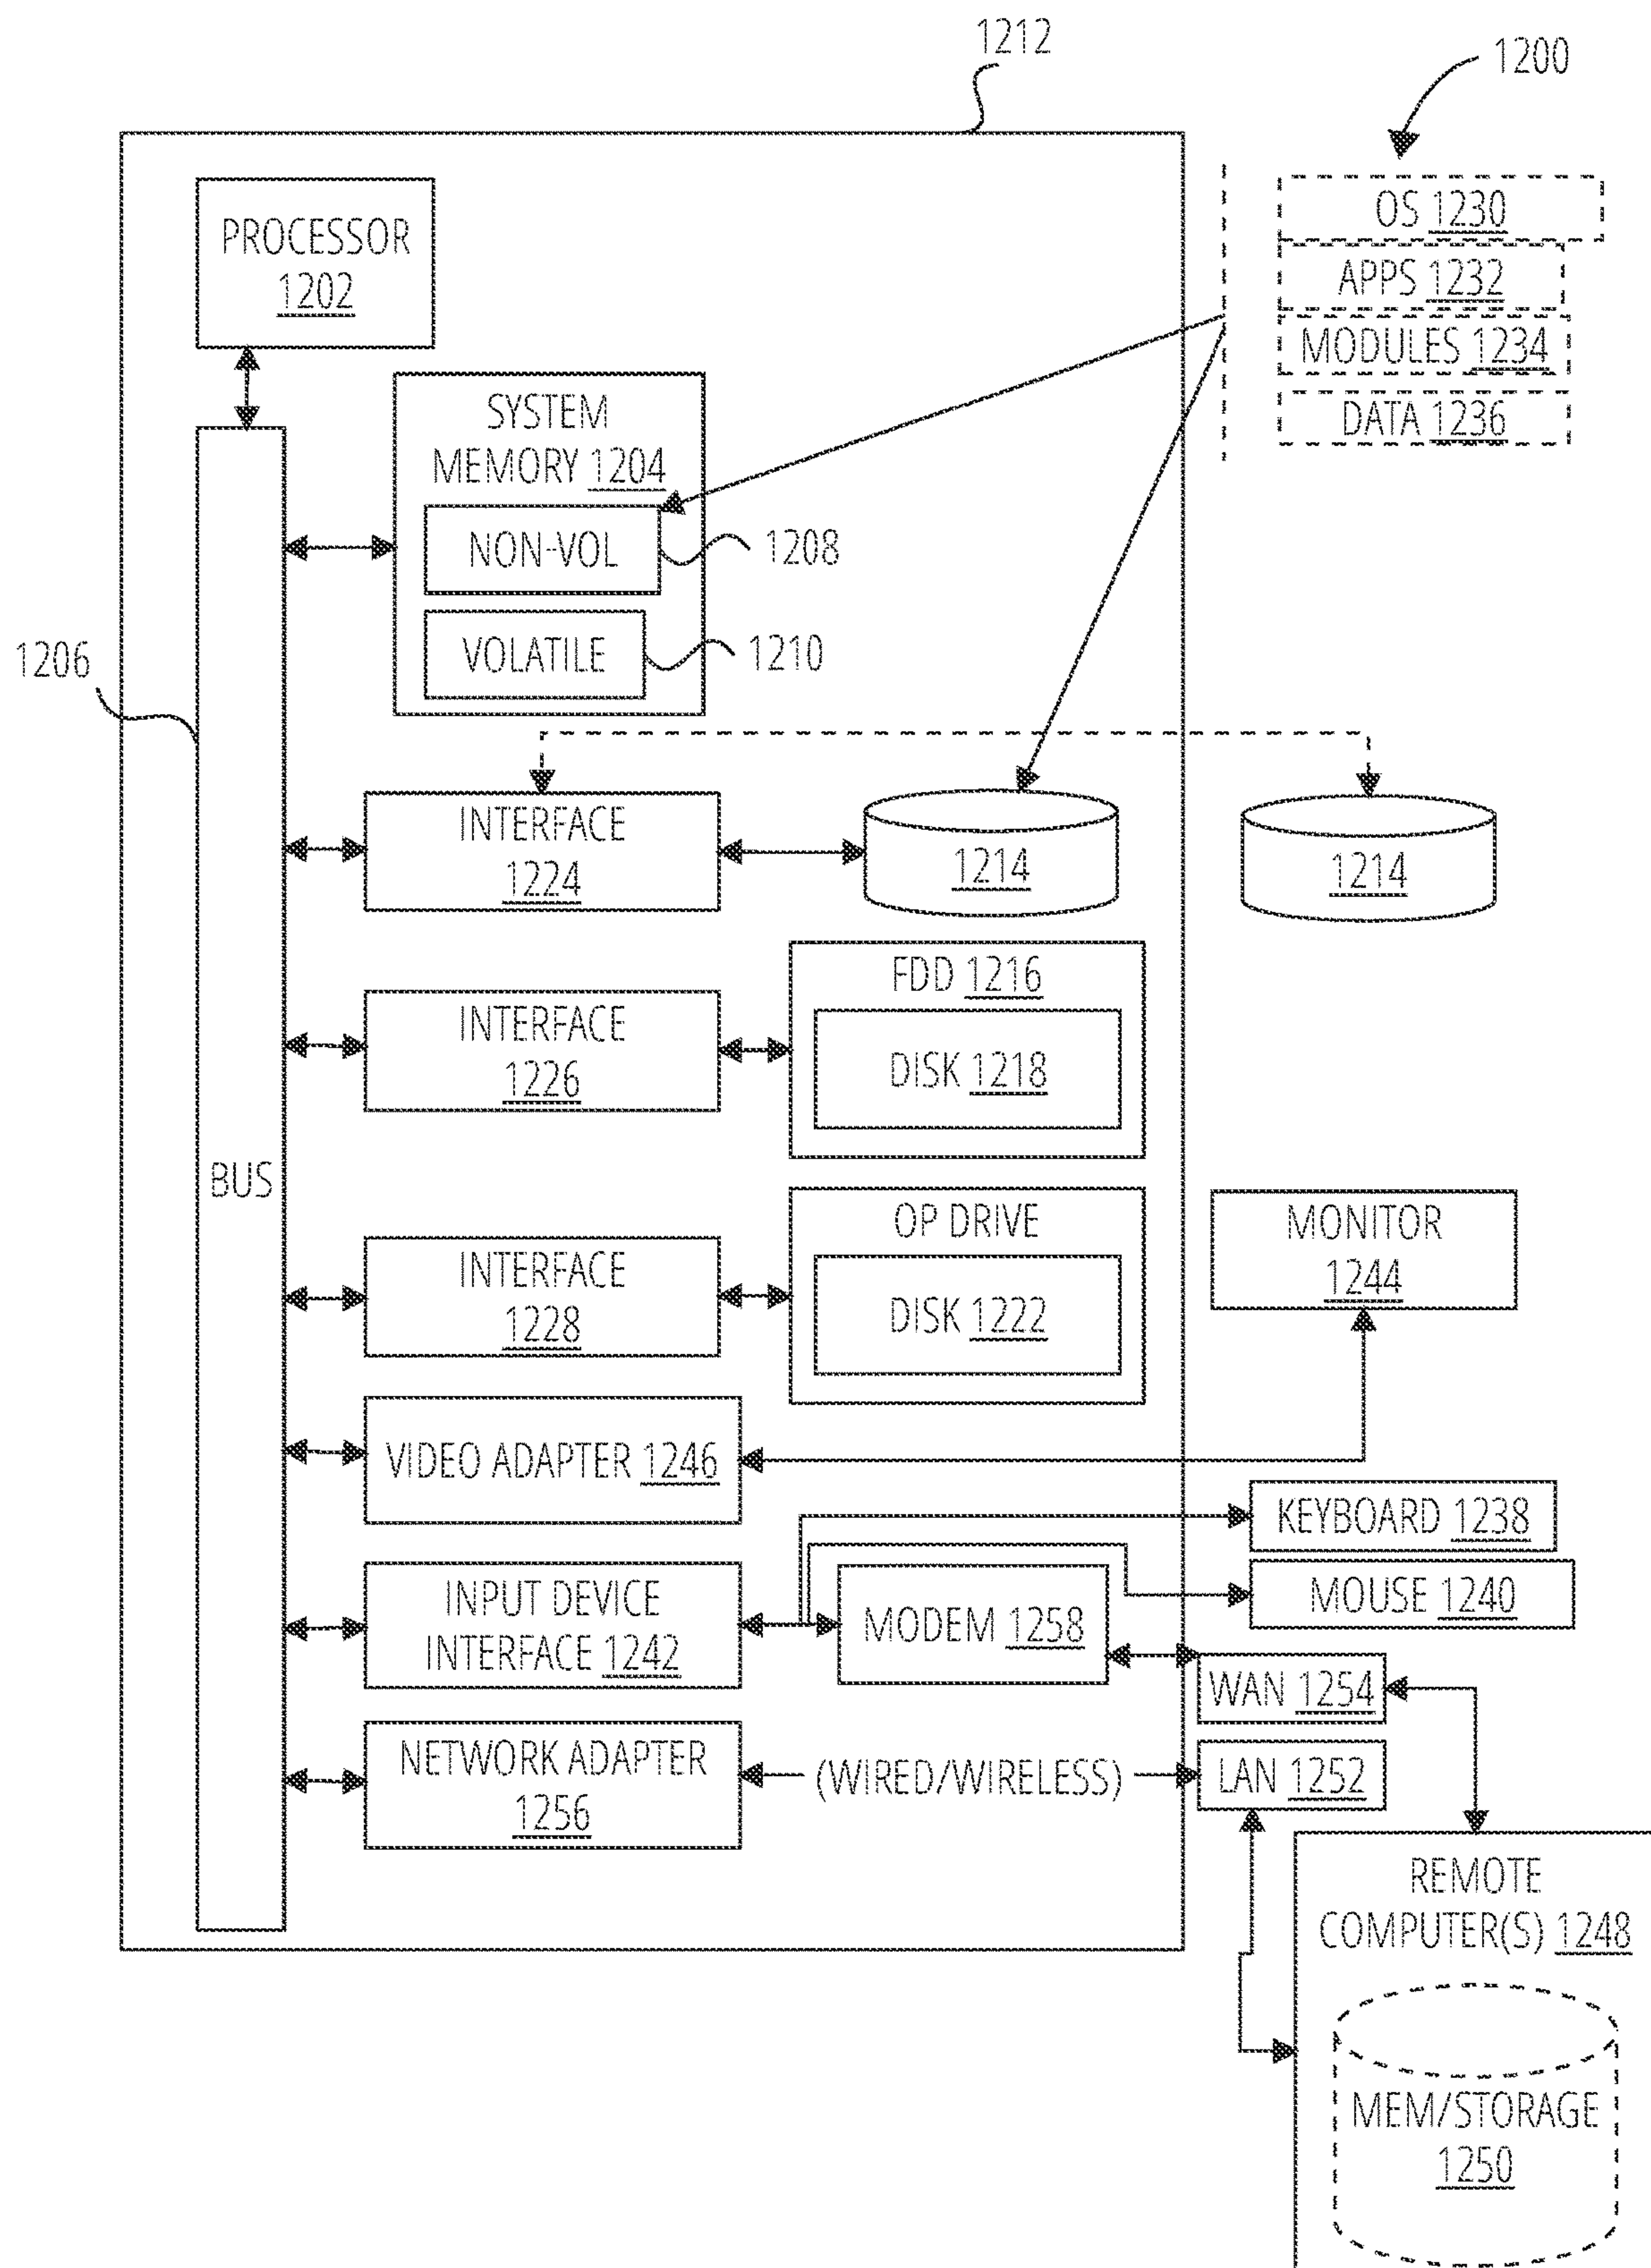 1212
1200
PROCESSOR
1202
OS 1230
APPS 1232
MODULES 1234
DATA 1236
SYSTEM
MEMORY 1204
NON-VOL
1208
VOLATILE
1210
1206
BUS
INTERFACE
1224
1214
1214
INTERFACE
1226
FDD 1216
DISK 1218
INTERFACE
1228
OP DRIVE
DISK 1222
MONITOR
1244
VIDEO ADAPTER 1246
KEYBOARD 1238
MOUSE 1240
INPUT DEVICE
INTERFACE 1242
MODEM 1258
WAN 1254
NETWORK ADAPTER
1256
(WIRED/WIRELESS)
LAN 1252
REMOTE
COMPUTER(S) 1248
MEM/STORAGE
1250